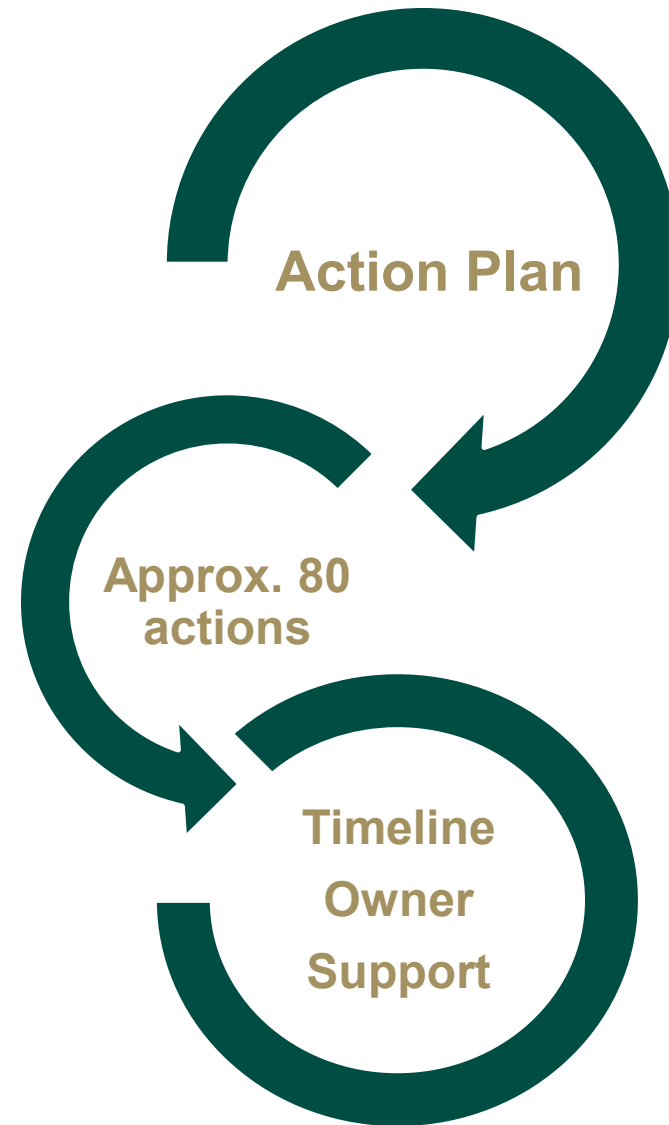 Action Plan
Approx. 80
actions
Timeline
Owner
Support